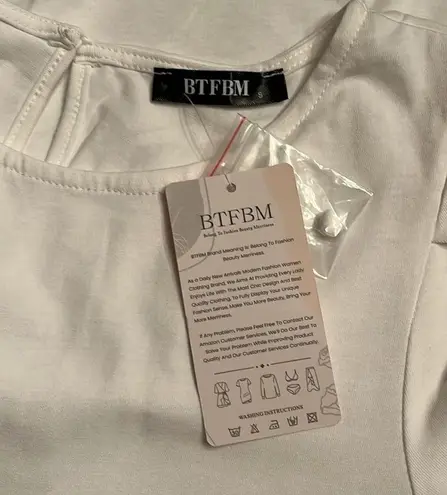 BTFBM
S
BTFBM
Belong To Fashion Beauty Merriness
BTFBM Brand Meaning Is Belong To Fashion
Beauty Merriness.
As a Daily New Arrivals Modern Fashion Women
Clothing Brand, We Aims At Providing Every Lady
Enjoys Life With The Most Chic Design And Best
Quality Clothing, To Fully Display Your Unique
Fashion Sense, Make You More Beauty, Bring Your
More Merriness.
If Any Problem, Please Feel Free To Contact Our
Amazon Customer Services, We'll Do Our Best To
Solve Your Problem While Improving Product
Quality And Our Customer Services Continually.
WASHING INSTRUCTIONS